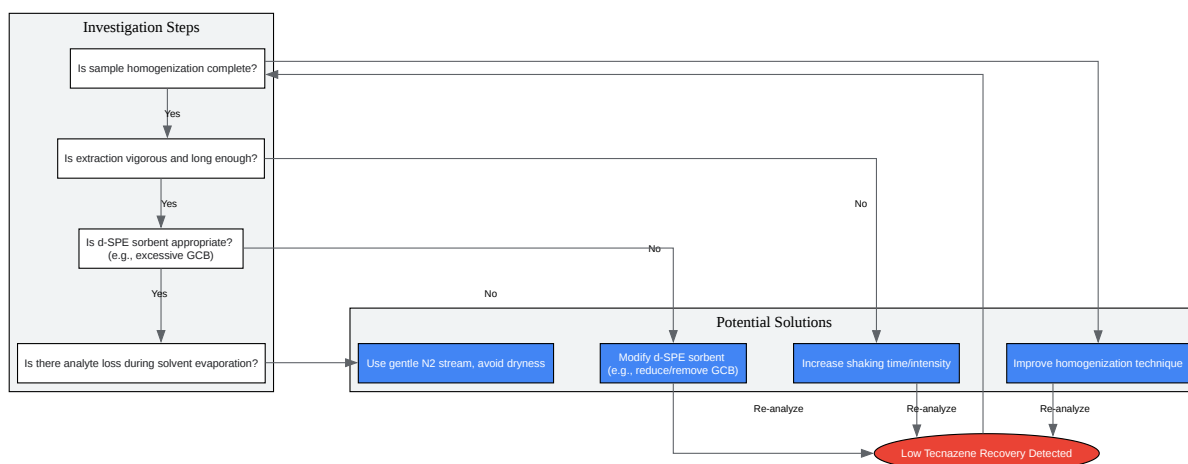 Investigation Steps
Is sample homogenization complete?
Yes
Is extraction vigorous and long enough?
Yes
No
Is d-SPE sorbent appropriate?
(e.g., excessive GCB)
No
Yes
No
Potential Solutions
Is there analyte loss during solvent evaporation?
Use gentle N2 stream, avoid dryness
Modify d-SPE sorbent
(e.g., reduce/remove GCB)
Increase shaking time/intensity
Improve homogenization technique
Re-analyze
Re-analyze
Re-analyze
Low Tecnazene Recovery Detected